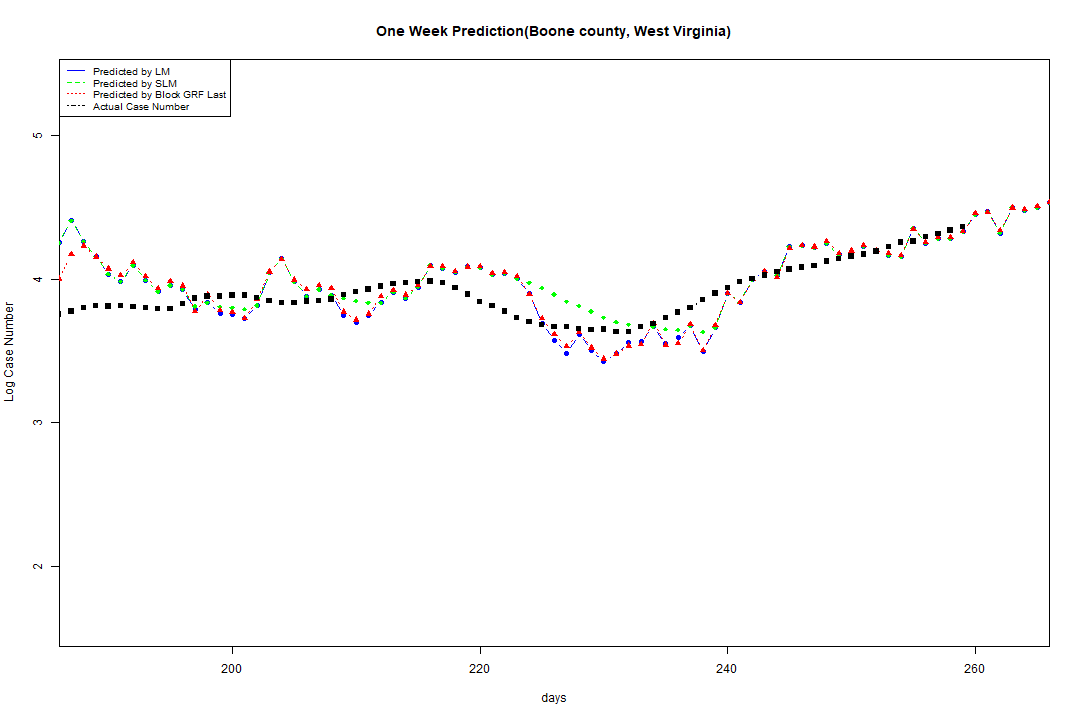 One Week Prediction(Boone county, West Virginia)
Predicted by LM
Predicted by SLM
Predicted by Block GRF Last
Actual Case Number
5
4
3
2
Log Case Number
200
220
240
260
days